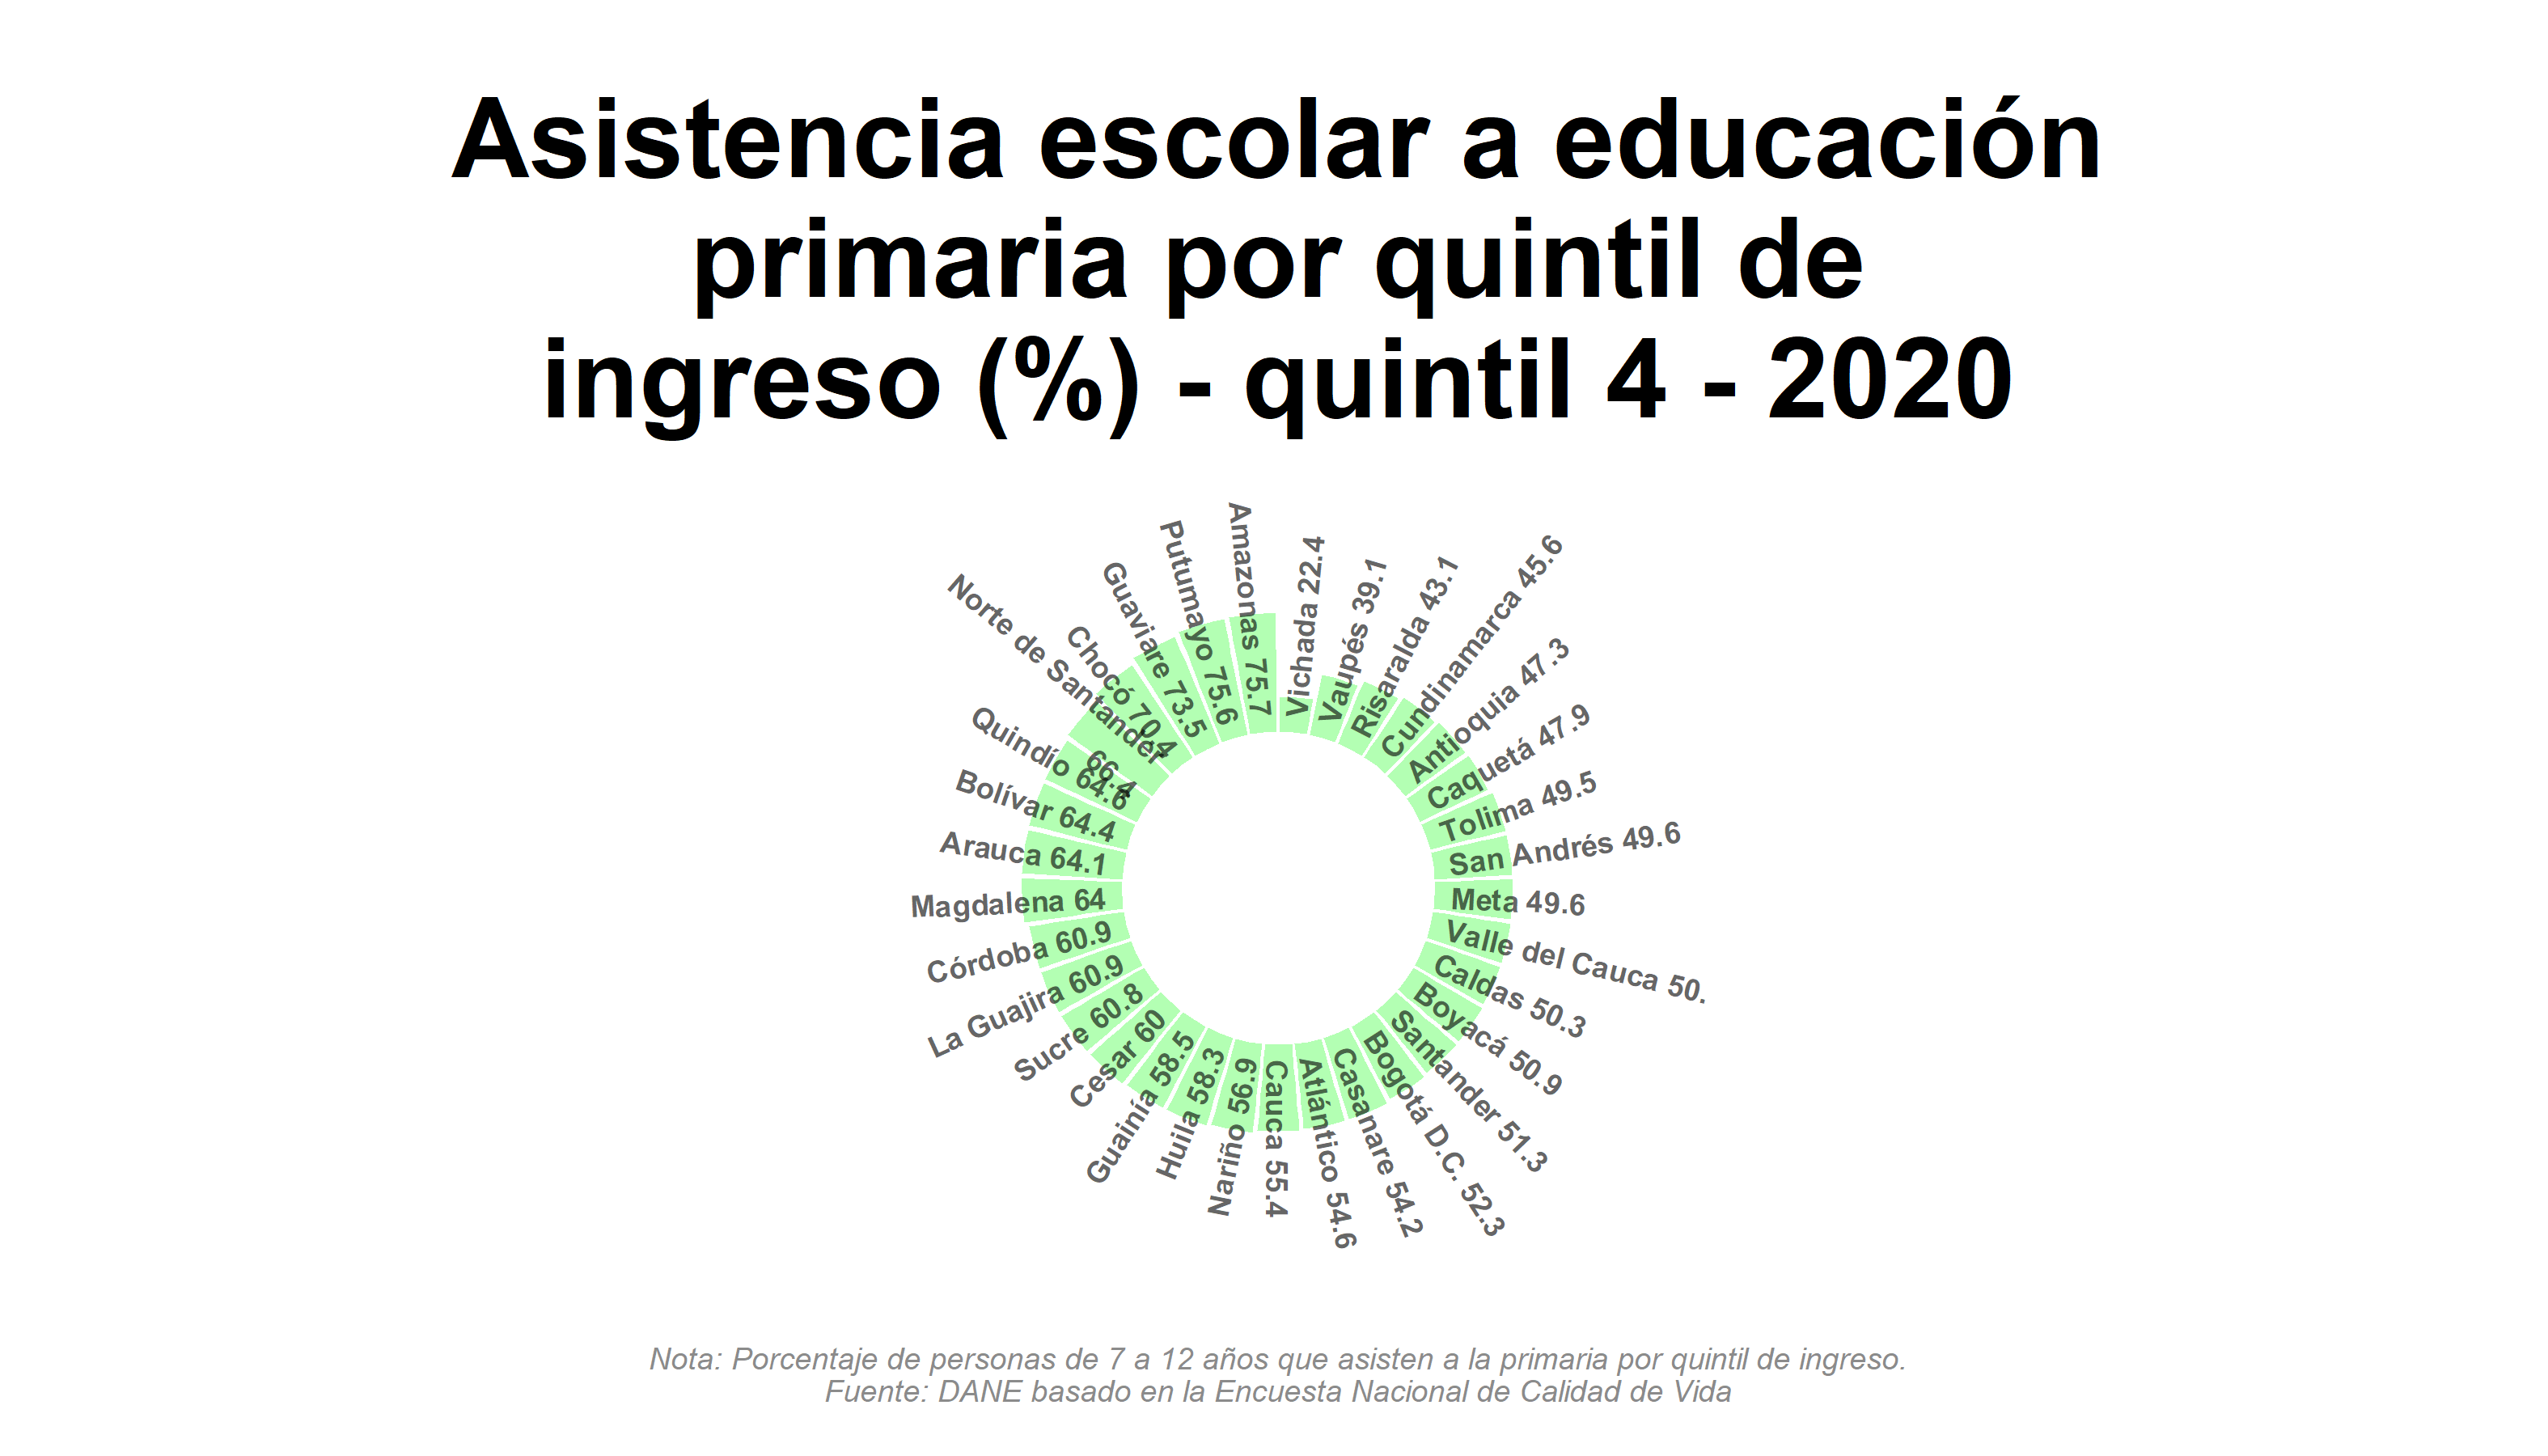 Asistencia escolar a educación
primaria por quintil de
ingreso (%) - quintil 4 - 2020
Vichada 22.4
Vaupés 39.1
Risaralda 43.1
Cundinamarca 45.6
Antioquia 47.3
Caquetá 47.9
Tolima 49.5
San Andrés 49.6
Meta 49.6
Valle del Cauca 50.
Caldas 50.3
Boyacá 50.9
Santander 51.3
Bogotá D.C. 52.3
Casanare 54.2
Atlántico 54.6
Cauca 55.4
Nariño 56.9
Huila 58.3
Guainía 58.5
Cesar 60
Sucre 60.8
La Guajira 60.9
Córdoba 60.9
Magdalena 64
Arauca 64.1
Bolívar 64.4
Quindío 64.6
Norte de Santander
66.4
Chocó 70.4
Guaviare 73.5
Putumayo 75.6
Amazonas 75.7
Nota: Porcentaje de personas de 7 a 12 años que asisten a la primaria por quintil de ingreso.
Fuente: DANE basado en la Encuesta Nacional de Calidad de Vida